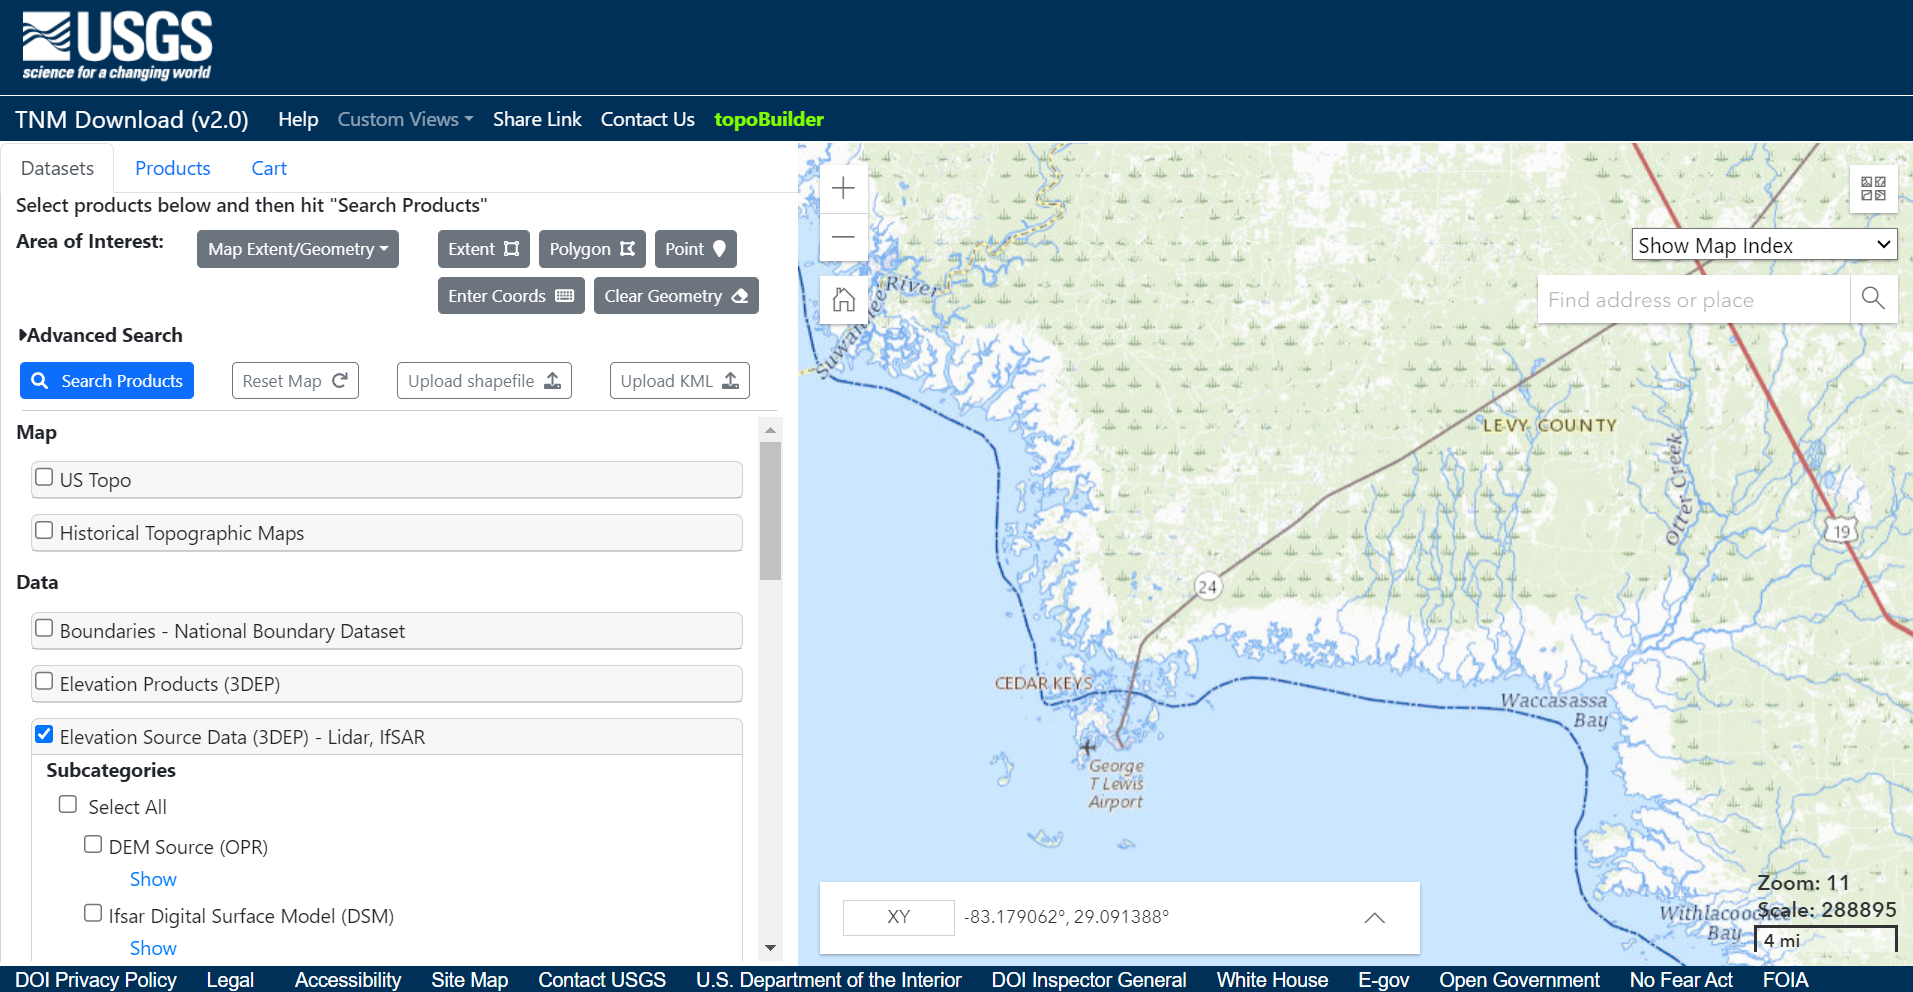 USGS
science for a changing world
TNM Download (v2.0) Help Custom Views Share Link Contact Us topoBuilder
Datasets Products Cart
Select products below and then hit "Search Products"
Area of Interest: Map Extent/Geometry Extent Polygon Point
Enter Coords Clear Geometry
Advanced Search
Search Products Reset Map Upload shapefile Upload KML
Map
US Topo
Historical Topographic Maps
Data
Boundaries - National Boundary Dataset
Elevation Products (3DEP)
Elevation Source Data (3DEP) - Lidar, IfSAR
Subcategories
Select All
DEM Source (OPR)
Show
Ifsar Digital Surface Model (DSM)
Show
Show Map Index
Find address or place
Suwannee River
LEVY COUNTY
Otter Creek
19
24
CEDAR KEYS
Waccasassa
Bay
George
T Lewis
Airport
Withlacoochee
Bay
Zoom: 11
Scale: 288895
4 mi
XY -83.179062°, 29.091388°
DOI Privacy Policy Legal Accessibility Site Map Contact USGS U.S. Department of the Interior DOI Inspector General White House E-gov Open Government No Fear Act FOIA